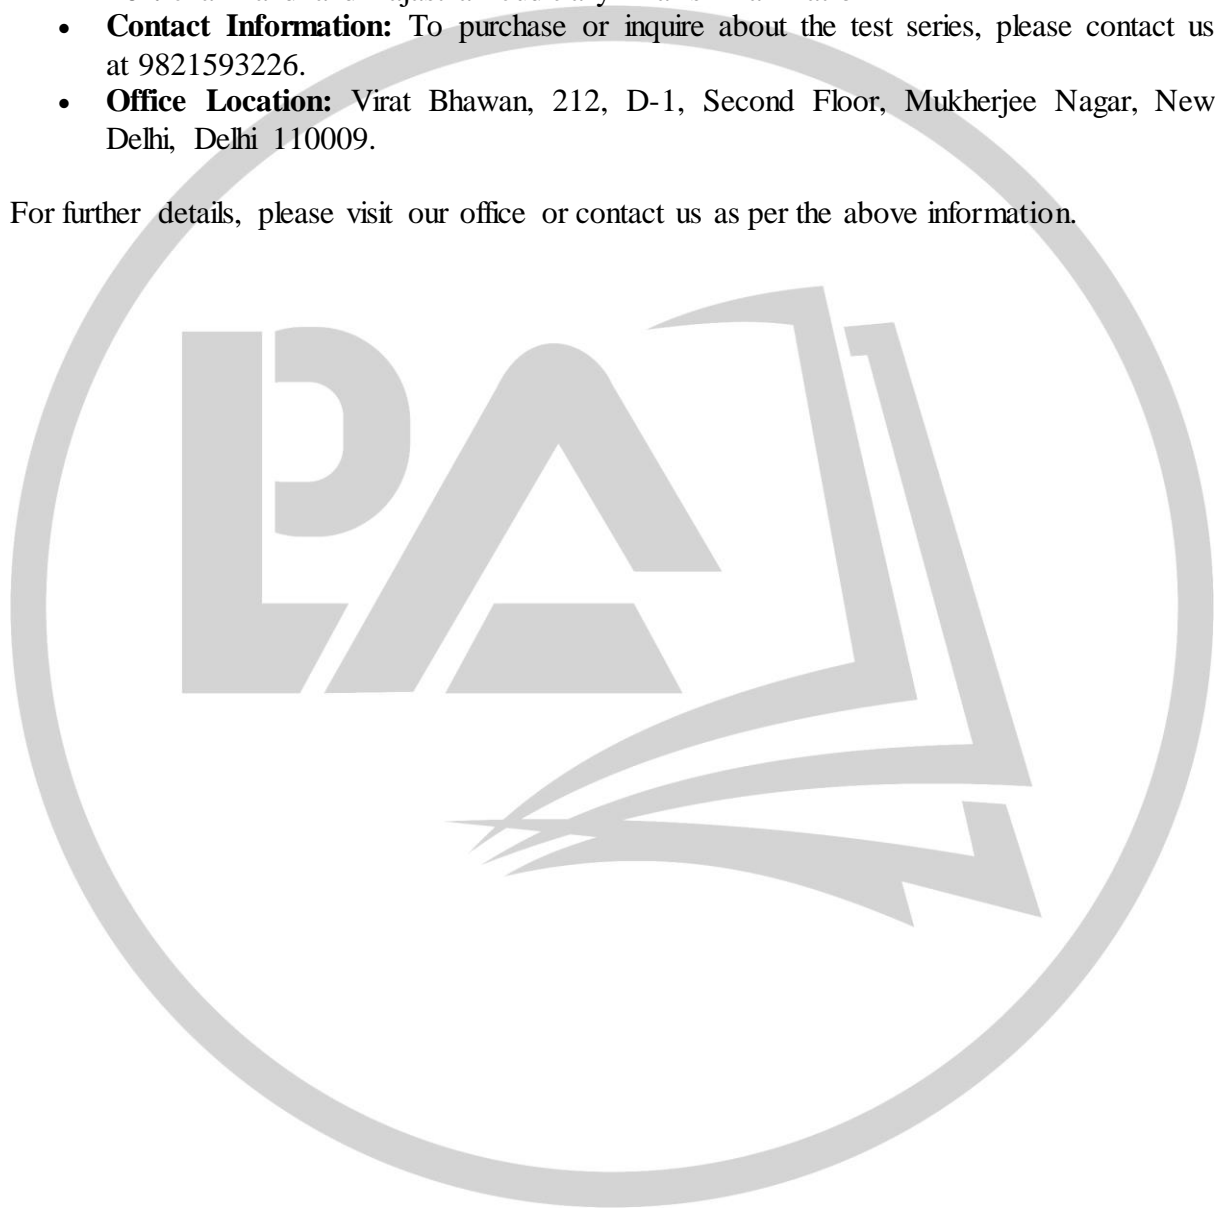 • Contact Information: To purchase or inquire about the test series, please contact us
at 9821593226.
• Office Location: Virat Bhawan, 212, D-1, Second Floor, Mukherjee Nagar, New
Delhi, Delhi 110009.
For further details, please visit our office or contact us as per the above information.